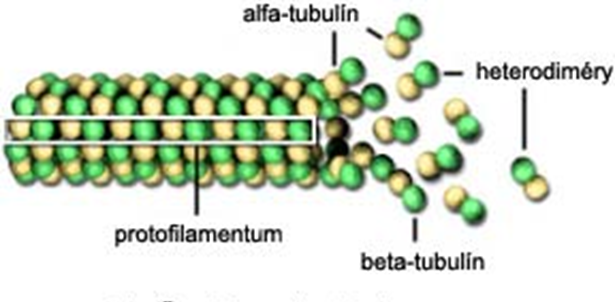 alfa-tubulín
heterodiméry
protofilamentum
beta-tubulín